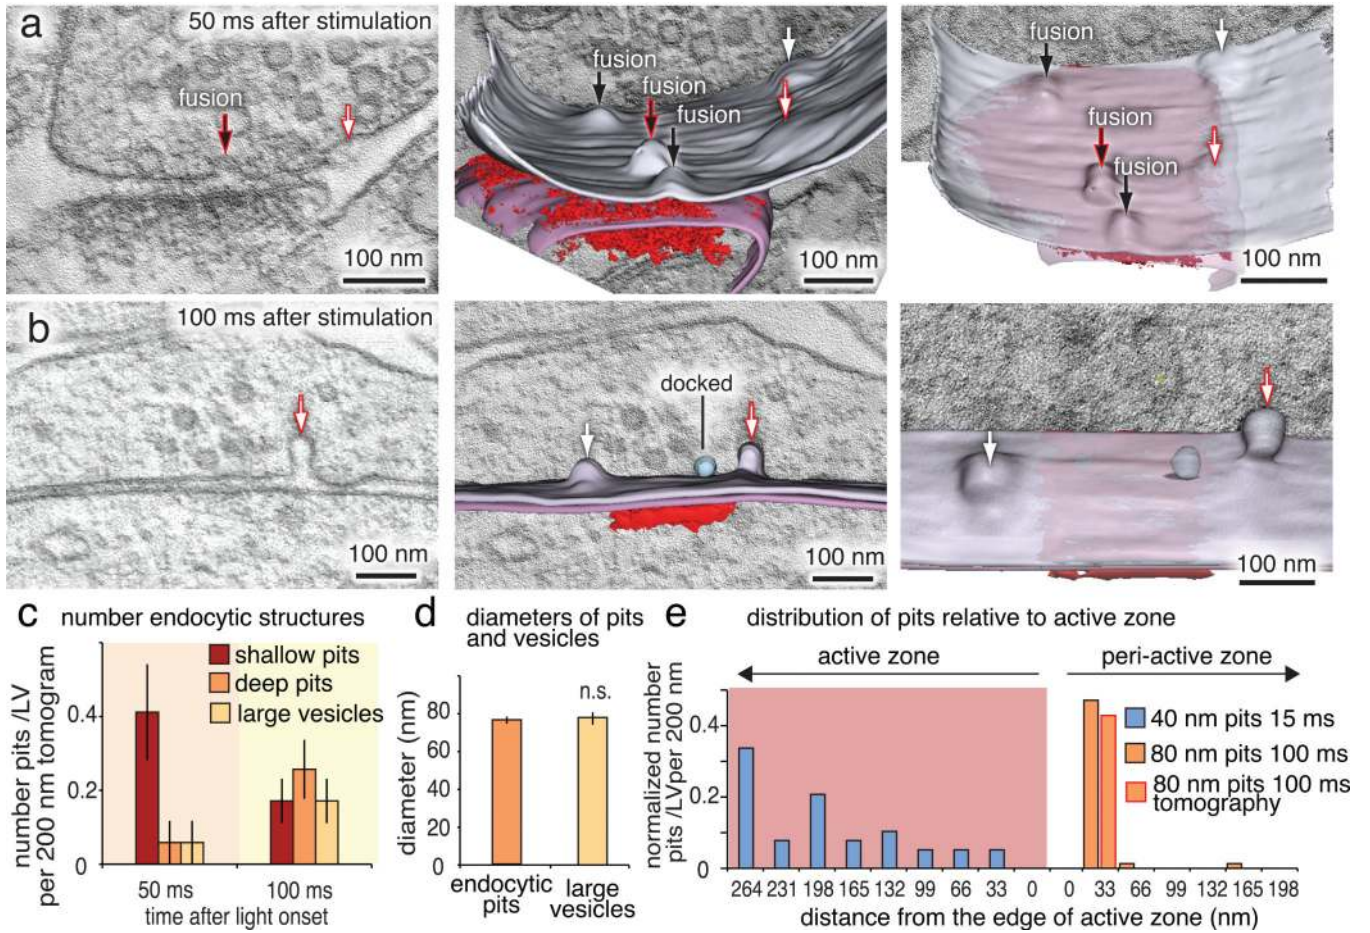 a
50 ms after stimulation
fusion
100 nm
fusion
fusion
fusion
100 nm
fusion
fusion
fusion
100 nm
b
100 ms after stimulation
100 nm
docked
100 nm
100 nm
c number endocytic structures
number pits /LV
per 200 nm tomogram
0.4
0.2
0
shallow pits
deep pits
large vesicles
50 ms
100 ms
time after light onset
d diameters of pits
and vesicles
diameter (nm)
80
60
40
20
0
n.s.
endocytic
pits
large
vesicles
e distribution of pits relative to active zone
active zone
peri-active zone
normalized number
pits /LVper 200 nm
0.4
0.2
0
40 nm pits 15 ms
80 nm pits 100 ms
80 nm pits 100 ms
tomography
264 231 198 165 132 99 66 33 0 0 33 66 99 132 165 198
distance from the edge of active zone (nm)